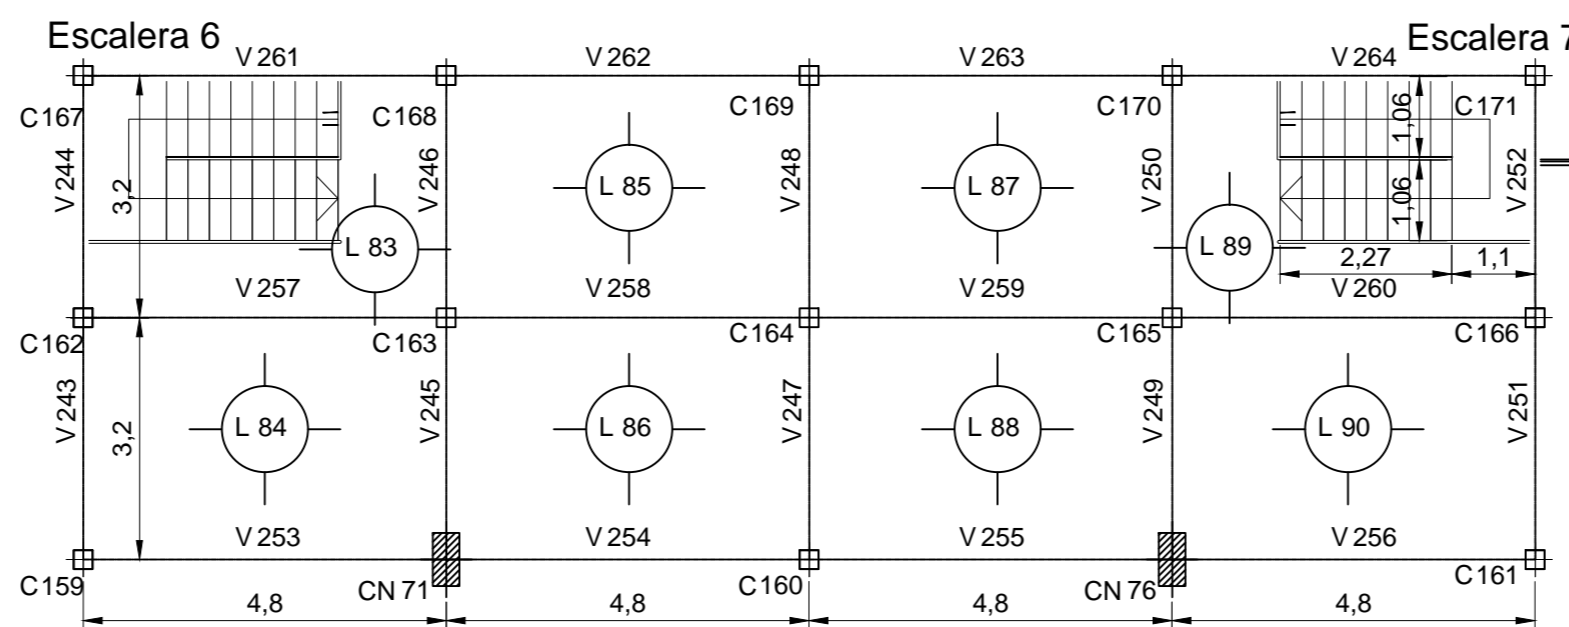 Escalera 6
Escalera 7
V 261
V 262
V 263
V 264
C 167
C 168
C 169
C 170
C 171
V 244
3,2
V 246
L 85
V 248
L 87
V 250
1,06
1,06
V 252
L 83
L 89
2,27
1,1
V 257
V 258
V 259
V 260
C 162
C 163
C 164
C 165
C 166
V 243
3,2
L 84
V 245
L 86
V 247
L 88
V 249
L 90
V 251
V 253
V 254
V 255
V 256
C 159
CN 71
C 160
CN 76
C 161
4,8
4,8
4,8
4,8